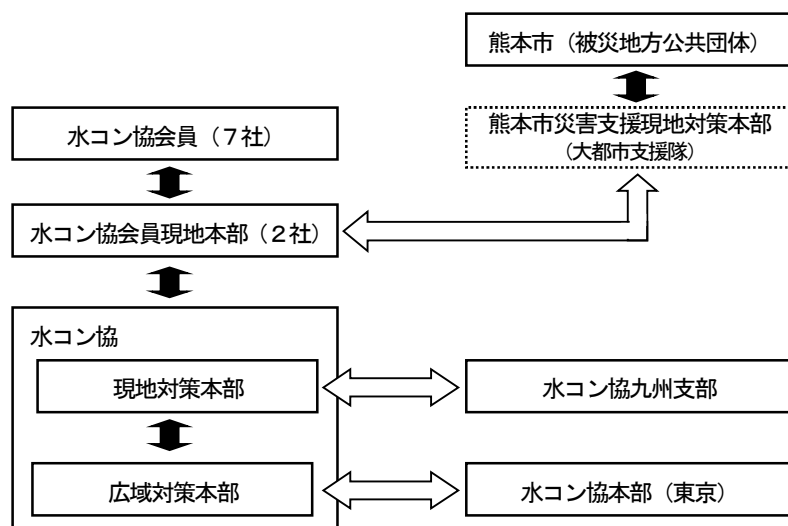 熊本市（被災地方公共団体）
熊本市災害支援現地対策本部
（大都市支援隊）
水コン協会員（７社）
水コン協会員現地本部（２社）
水コン協
現地対策本部
水コン協九州支部
広域対策本部
水コン協本部（東京）